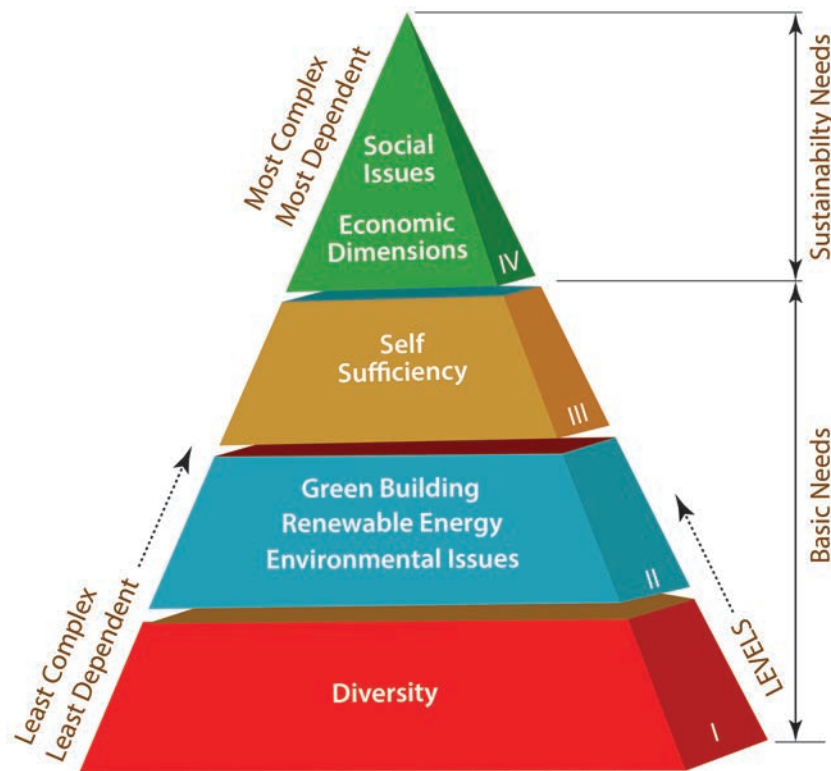 Most Complex
Most Dependent
Social
Issues
Economic
Dimensions
IV
Sustainabilty Needs
Self
Sufficiency
III
Green Building
Renewable Energy
Environmental Issues
II
Basic Needs
Least Complex
Least Dependent
LEVELS
Diversity
I